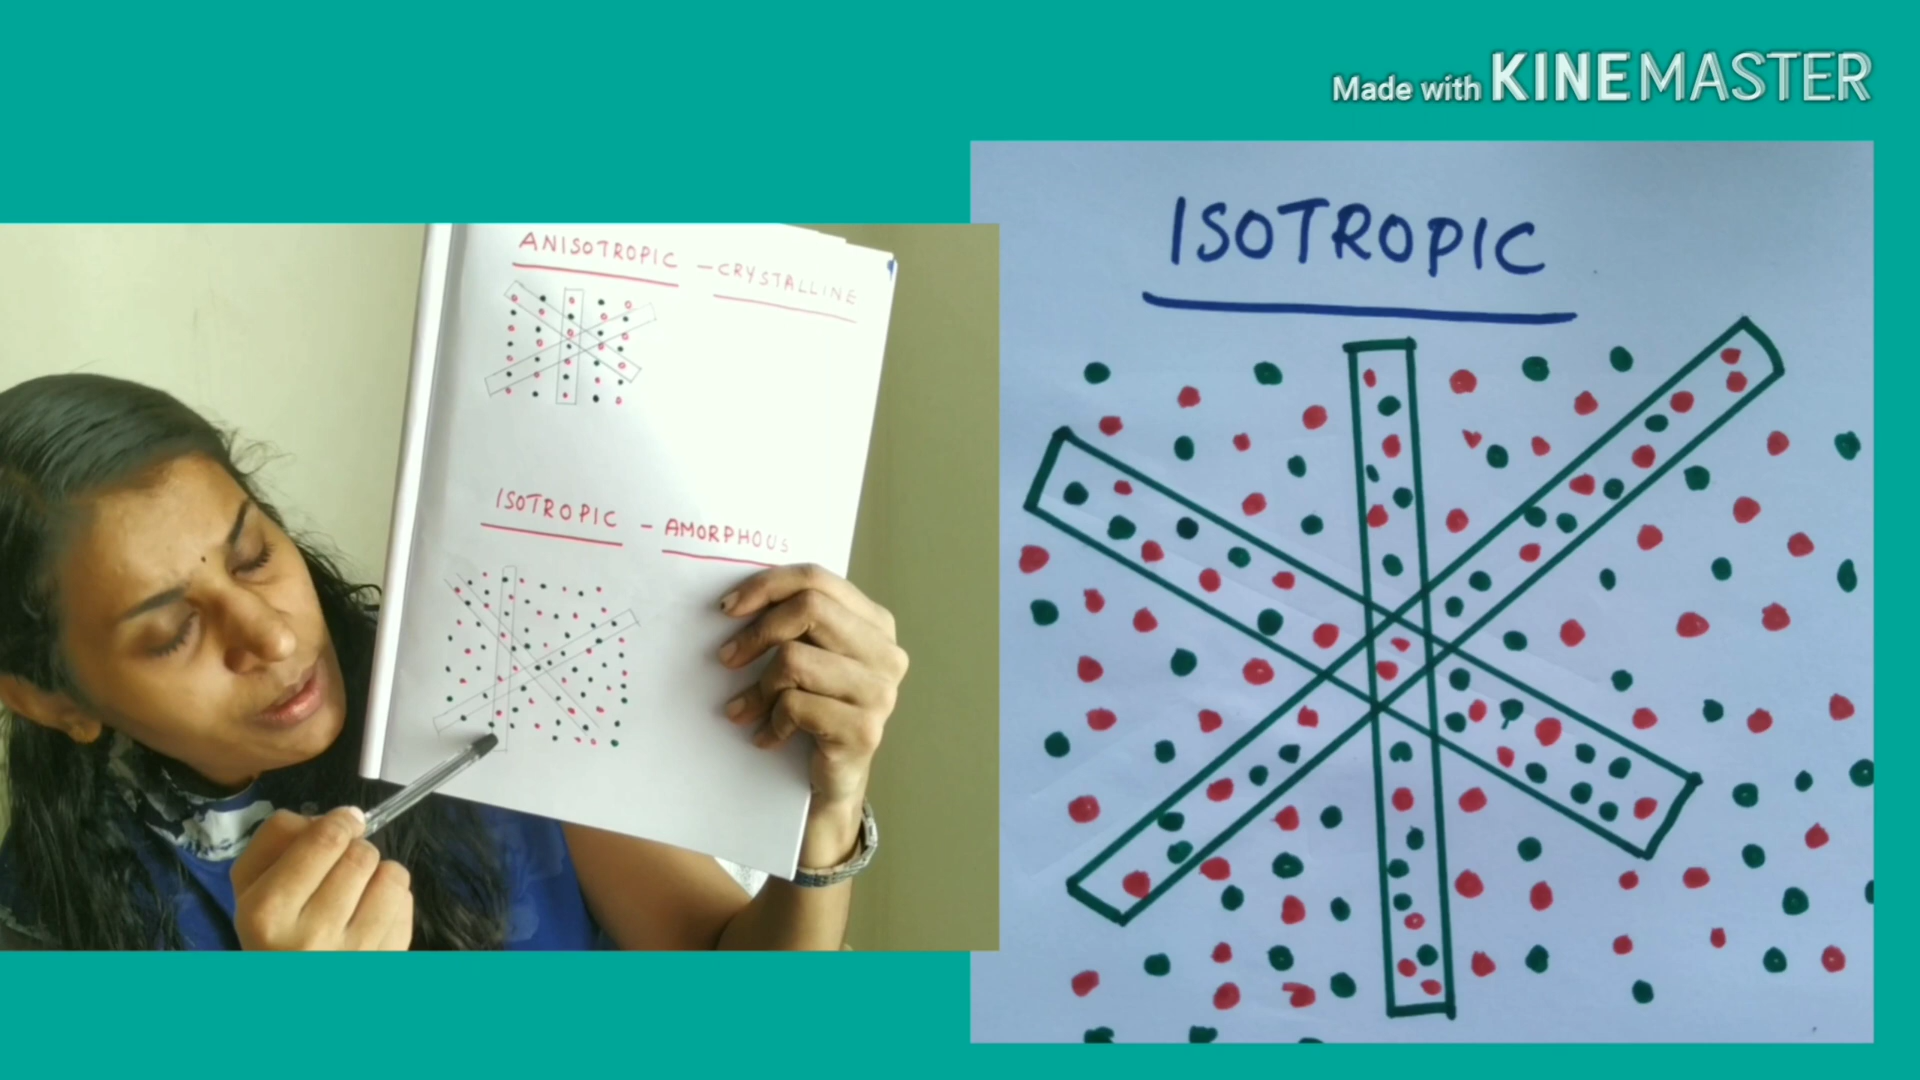 Made with KINEMASTER
ANISOTROPIC - CRYSTALLINE
ISOTROPIC - AMORPHOUS
ISOTROPIC